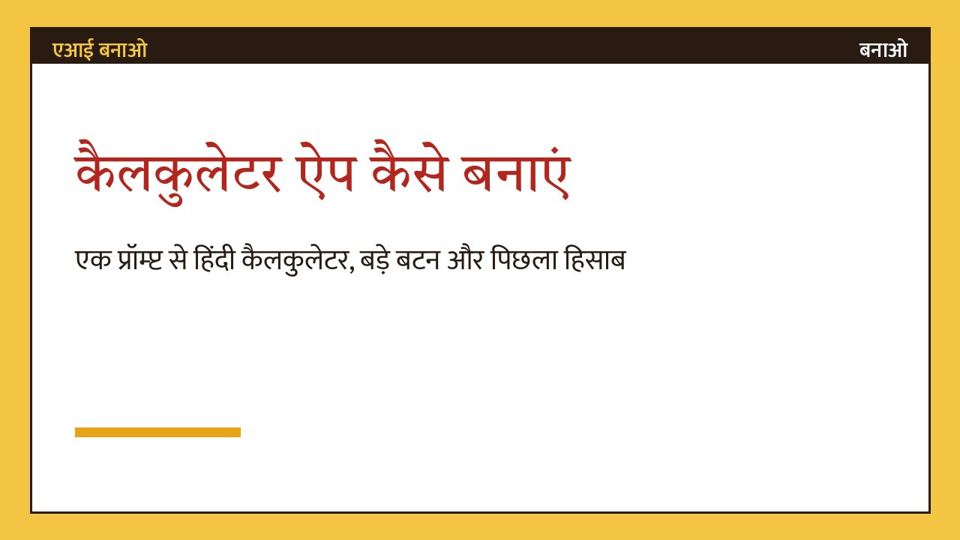 एआई बनाओ
बनाओ
कैलकुलेटर ऐप कैसे बनाएं
एक प्रॉम्प्ट से हिंदी कैलकुलेटर, बड़े बटन और पिछला हिसाब